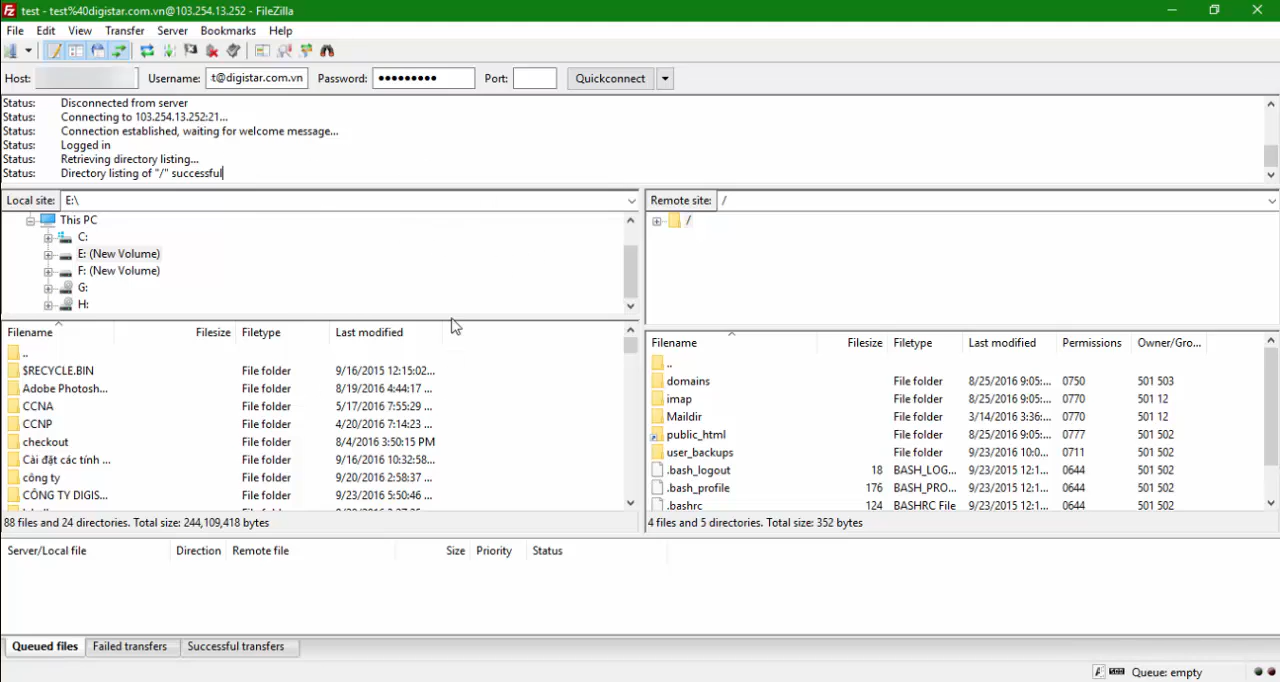 test - test%40digistar.com.vn@103.254.13.252 - FileZilla
File Edit View Transfer Server Bookmarks Help
Host: Username: t@digistar.com.vn Password: ●●●●●●●●● Port: Quickconnect
Status: Disconnected from server
Status: Connecting to 103.254.13.252:21...
Status: Connection established, waiting for welcome message...
Status: Logged in
Status: Retrieving directory listing...
Status: Directory listing of "/" successful
Local site: E:\
This PC
C:
E: (New Volume)
F: (New Volume)
G:
H:
Filename Filesize Filetype Last modified
..
$RECYCLE.BIN File folder 9/16/2015 12:15:02...
Adobe Photosh... File folder 8/19/2016 4:44:17 ...
CCNA File folder 5/17/2016 7:55:29 ...
CCNP File folder 4/20/2016 7:14:23 ...
checkout File folder 8/4/2016 3:50:15 PM
Cài đặt các tính ... File folder 9/16/2016 10:32:58...
công ty File folder 9/20/2016 2:58:37 ...
CÔNG TY DIGIS... File folder 9/23/2016 5:50:46 ...
88 files and 24 directories. Total size: 244,109,418 bytes
Remote site: /
/
Filename Filesize Filetype Last modified Permissions Owner/Gro...
..
domains File folder 8/25/2016 9:05:... 0750 501 503
imap File folder 8/25/2016 9:05:... 0770 501 12
Maildir File folder 3/14/2016 3:36:... 0770 501 12
public_html File folder 8/25/2016 9:05:... 0777 501 502
user_backups File folder 9/23/2016 10:0... 0711 501 502
.bash_logout 18 BASH_LOG... 9/23/2015 12:1... 0644 501 502
.bash_profile 176 BASH_PRO... 9/23/2015 12:1... 0644 501 502
.bashrc 124 BASHRC File 9/23/2015 12:1... 0644 501 502
4 files and 5 directories. Total size: 352 bytes
Server/Local file Direction Remote file Size Priority Status
Queued files Failed transfers Successful transfers
Queue: empty